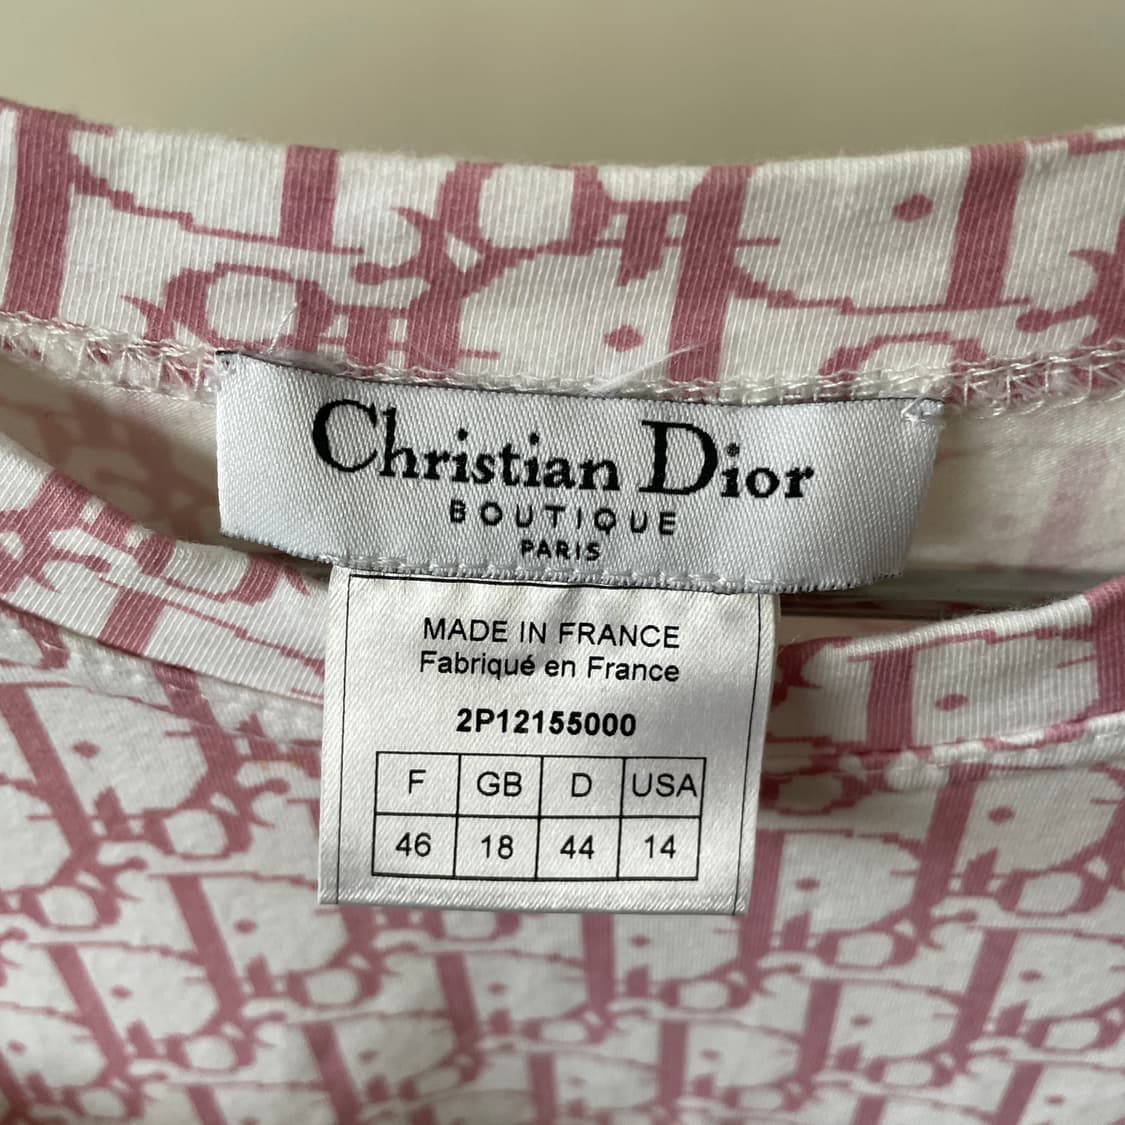 Christian Dior
BOUTIQUE
PARIS
MADE IN FRANCE
Fabriqué en France
2P12155000
F GB D USA
46 18 44 14